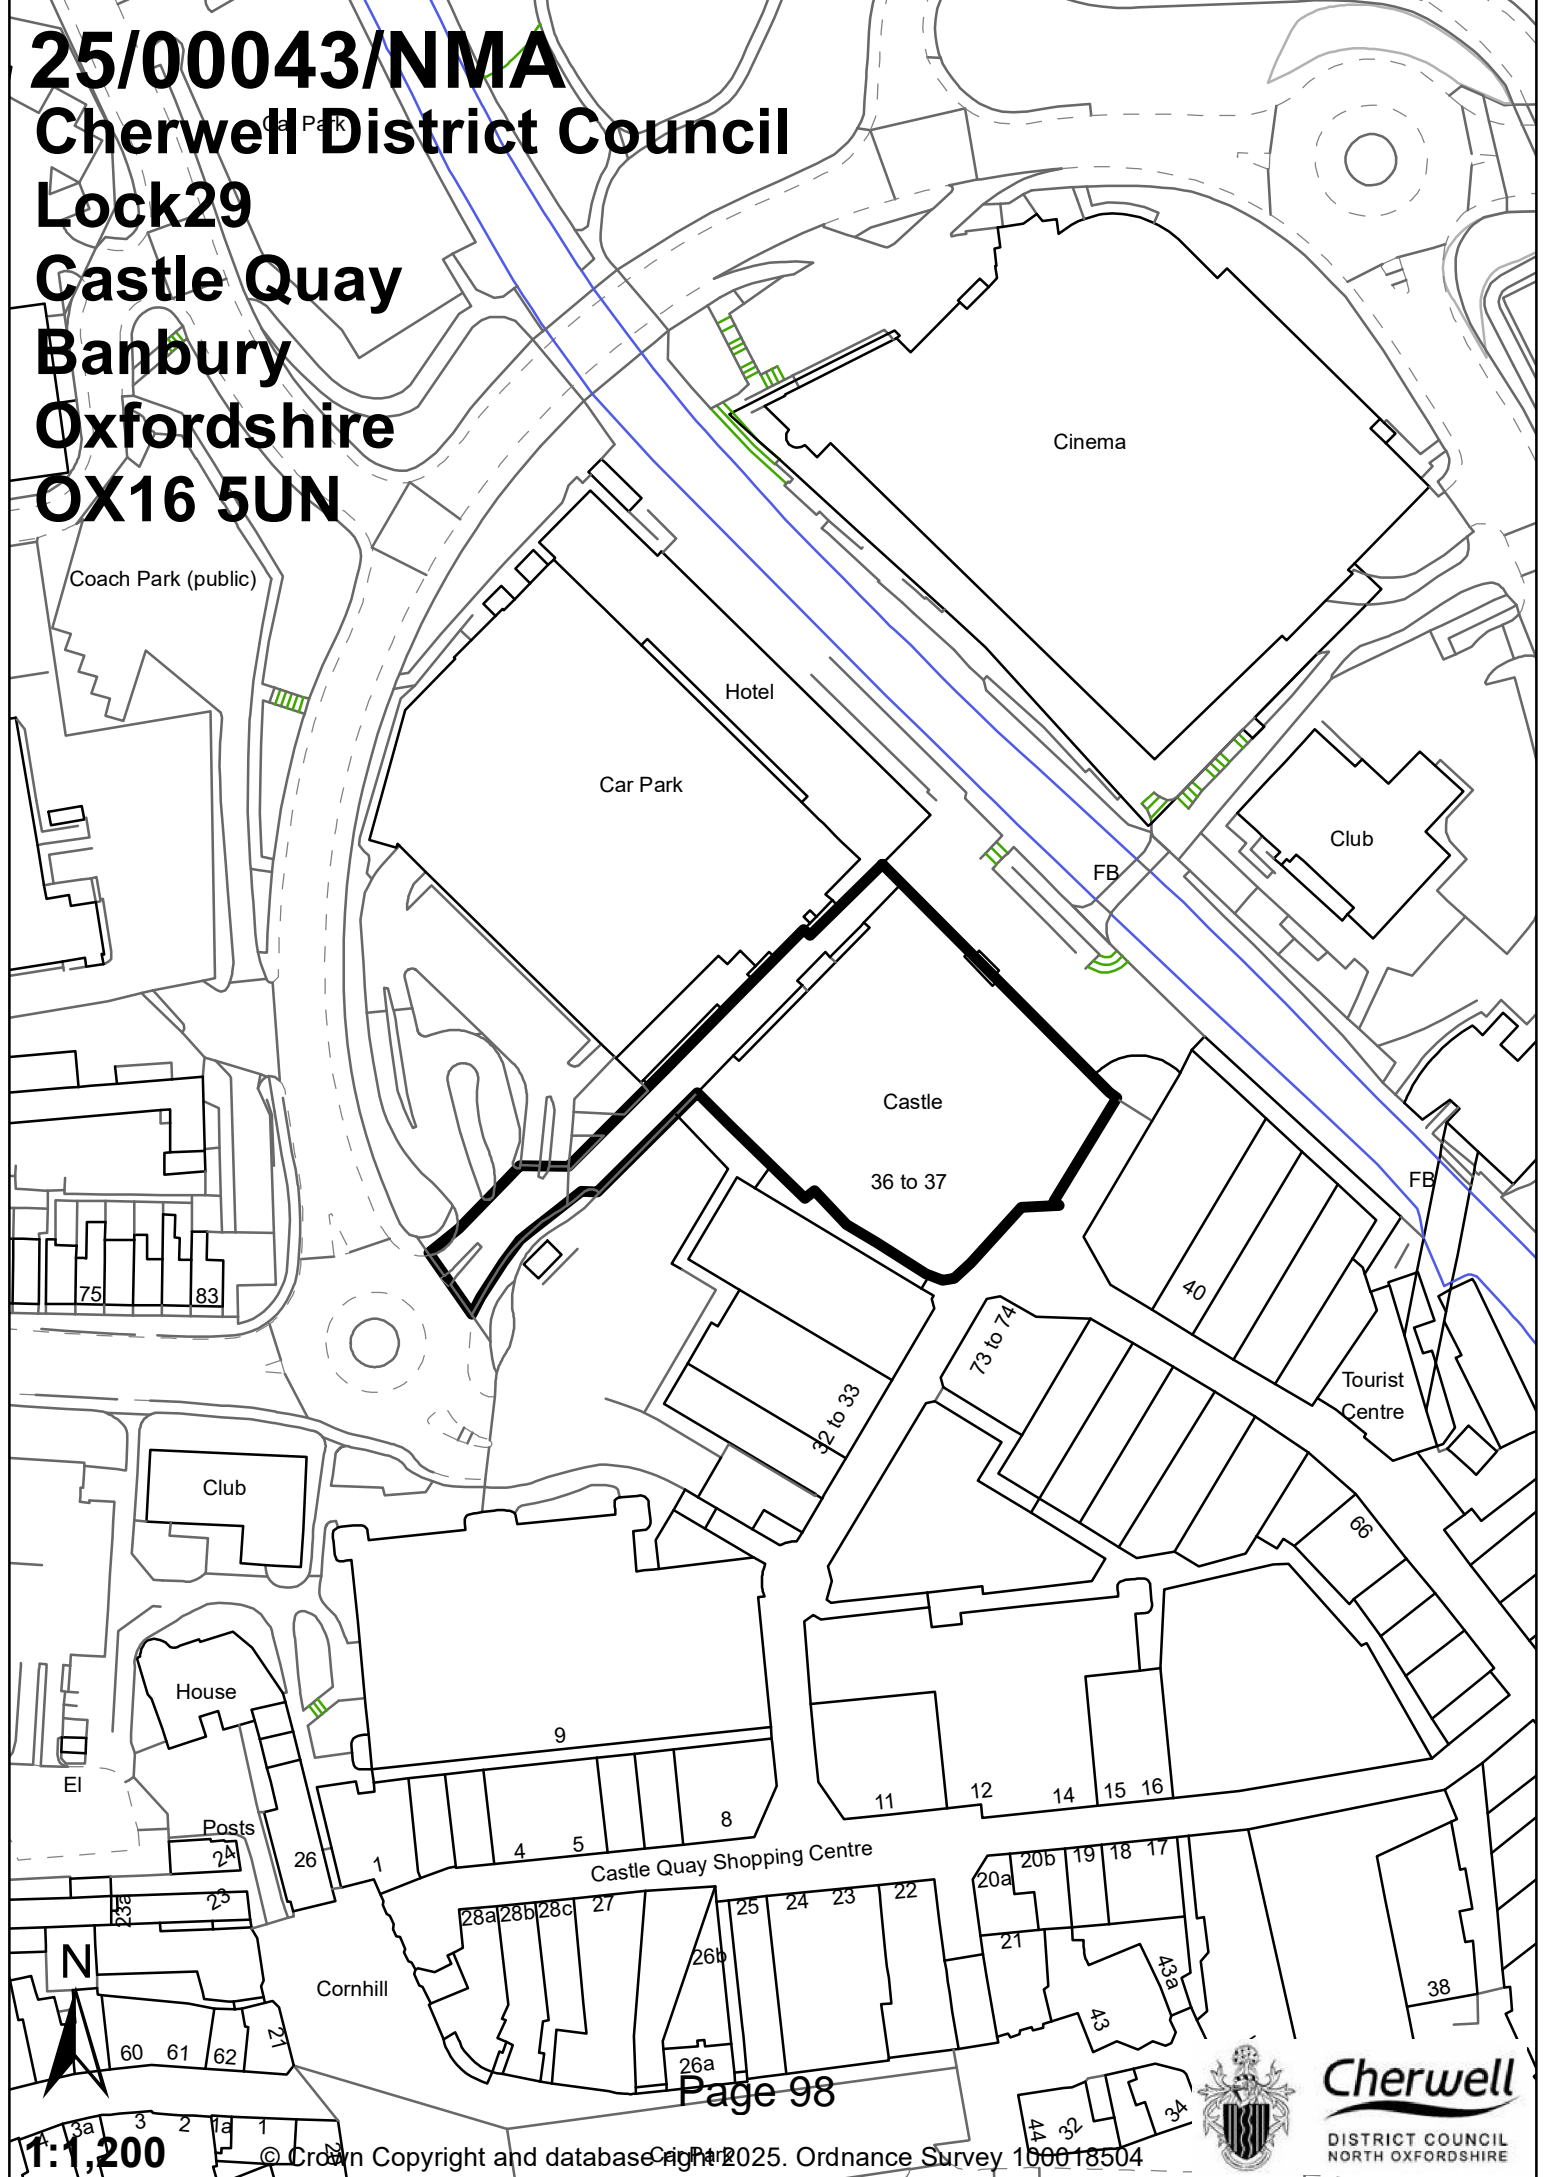 25/00043/NMA
Cherwell District Council
Car Park
Lock29
Castle Quay
Banbury
Oxfordshire
OX16 5UN
Cinema
Coach Park (public)
Hotel
Car Park
Club
FB
Castle
36 to 37
FB
75
83
40
73 to 74
Tourist
Centre
32 to 33
Club
66
House
9
El
Posts
24
26
1
4
5
8
11
12
14
15
16
Castle Quay Shopping Centre
23a
23
28a
28b
28c
27
25
24
23
22
20a
20b
19
18
17
21
26b
43a
43
38
N
Cornhill
60
61
62
21
26a
Page 98
44
32
34
3a
3
2
1a
1
1:1,200
© Crown Copyright and database right 2025. Ordnance Survey 100018504
Car Park
Cherwell
DISTRICT COUNCIL
NORTH OXFORDSHIRE